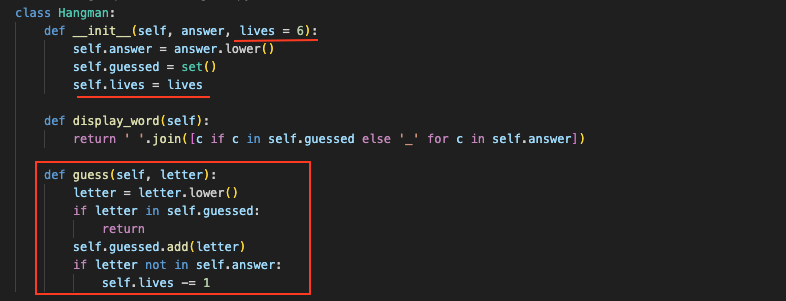 class Hangman:
    def __init__(self, answer, lives = 6):
        self.answer = answer.lower()
        self.guessed = set()
        self.lives = lives
    def display_word(self):
        return ' '.join([c if c in self.guessed else '_' for c in self.answer])
    def guess(self, letter):
        letter = letter.lower()
        if letter in self.guessed:
            return
        self.guessed.add(letter)
        if letter not in self.answer:
            self.lives -= 1